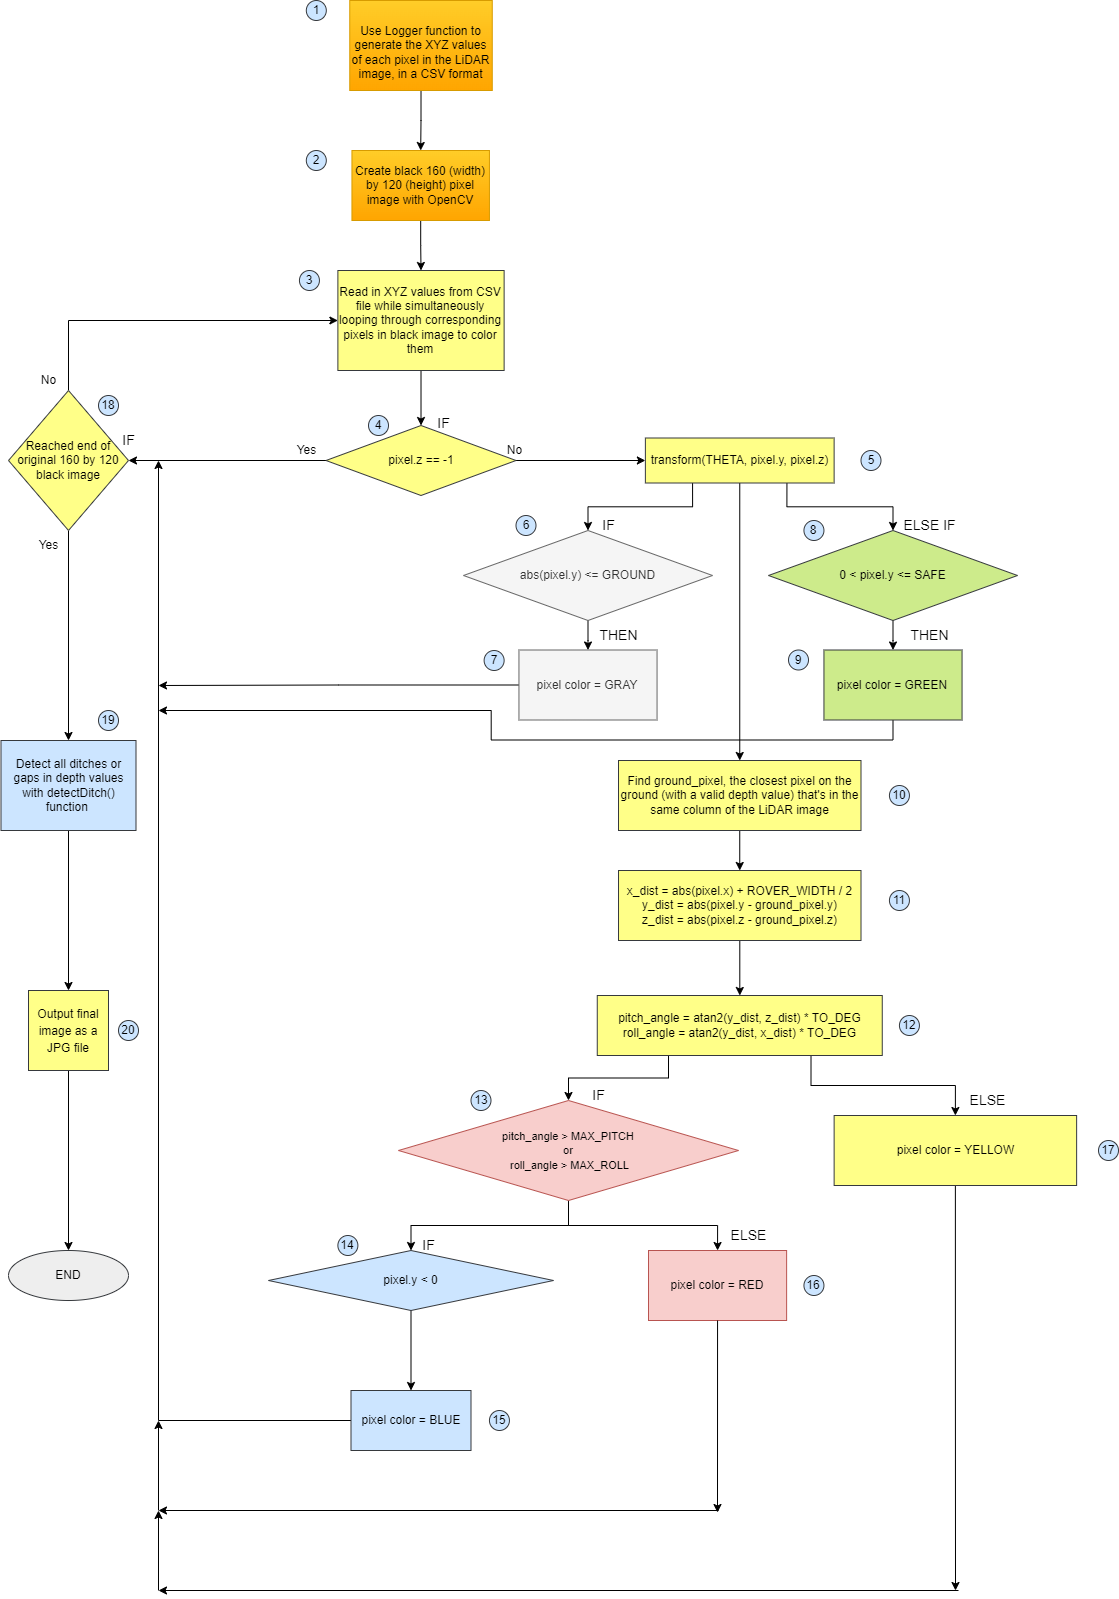 1
Use Logger function to
generate the XYZ values
of each pixel in the LiDAR
image, in a CSV format
2
Create black 160 (width)
by 120 (height) pixel
image with OpenCV
3
Read in XYZ values from CSV
file while simultaneously
looping through corresponding
pixels in black image to color
them
No
18
IF
Reached end of
original 160 by 120
black image
Yes
4
IF
Yes
pixel.z == -1
No
transform(THETA, pixel.y, pixel.z)
5
6
IF
abs(pixel.y) <= GROUND
THEN
8
ELSE IF
0 < pixel.y <= SAFE
THEN
7
pixel color = GRAY
9
pixel color = GREEN
19
Detect all ditches or
gaps in depth values
with detectDitch()
function
Find ground_pixel, the closest pixel on the
ground (with a valid depth value) that's in the
same column of the LiDAR image
10
x_dist = abs(pixel.x) + ROVER_WIDTH / 2
y_dist = abs(pixel.y - ground_pixel.y)
z_dist = abs(pixel.z - ground_pixel.z)
11
Output final
image as a
JPG file
20
pitch_angle = atan2(y_dist, z_dist) * TO_DEG
roll_angle = atan2(y_dist, x_dist) * TO_DEG
12
13
IF
pitch_angle > MAX_PITCH
or
roll_angle > MAX_ROLL
ELSE
pixel color = YELLOW
17
14
IF
pixel.y < 0
ELSE
pixel color = RED
16
END
pixel color = BLUE
15